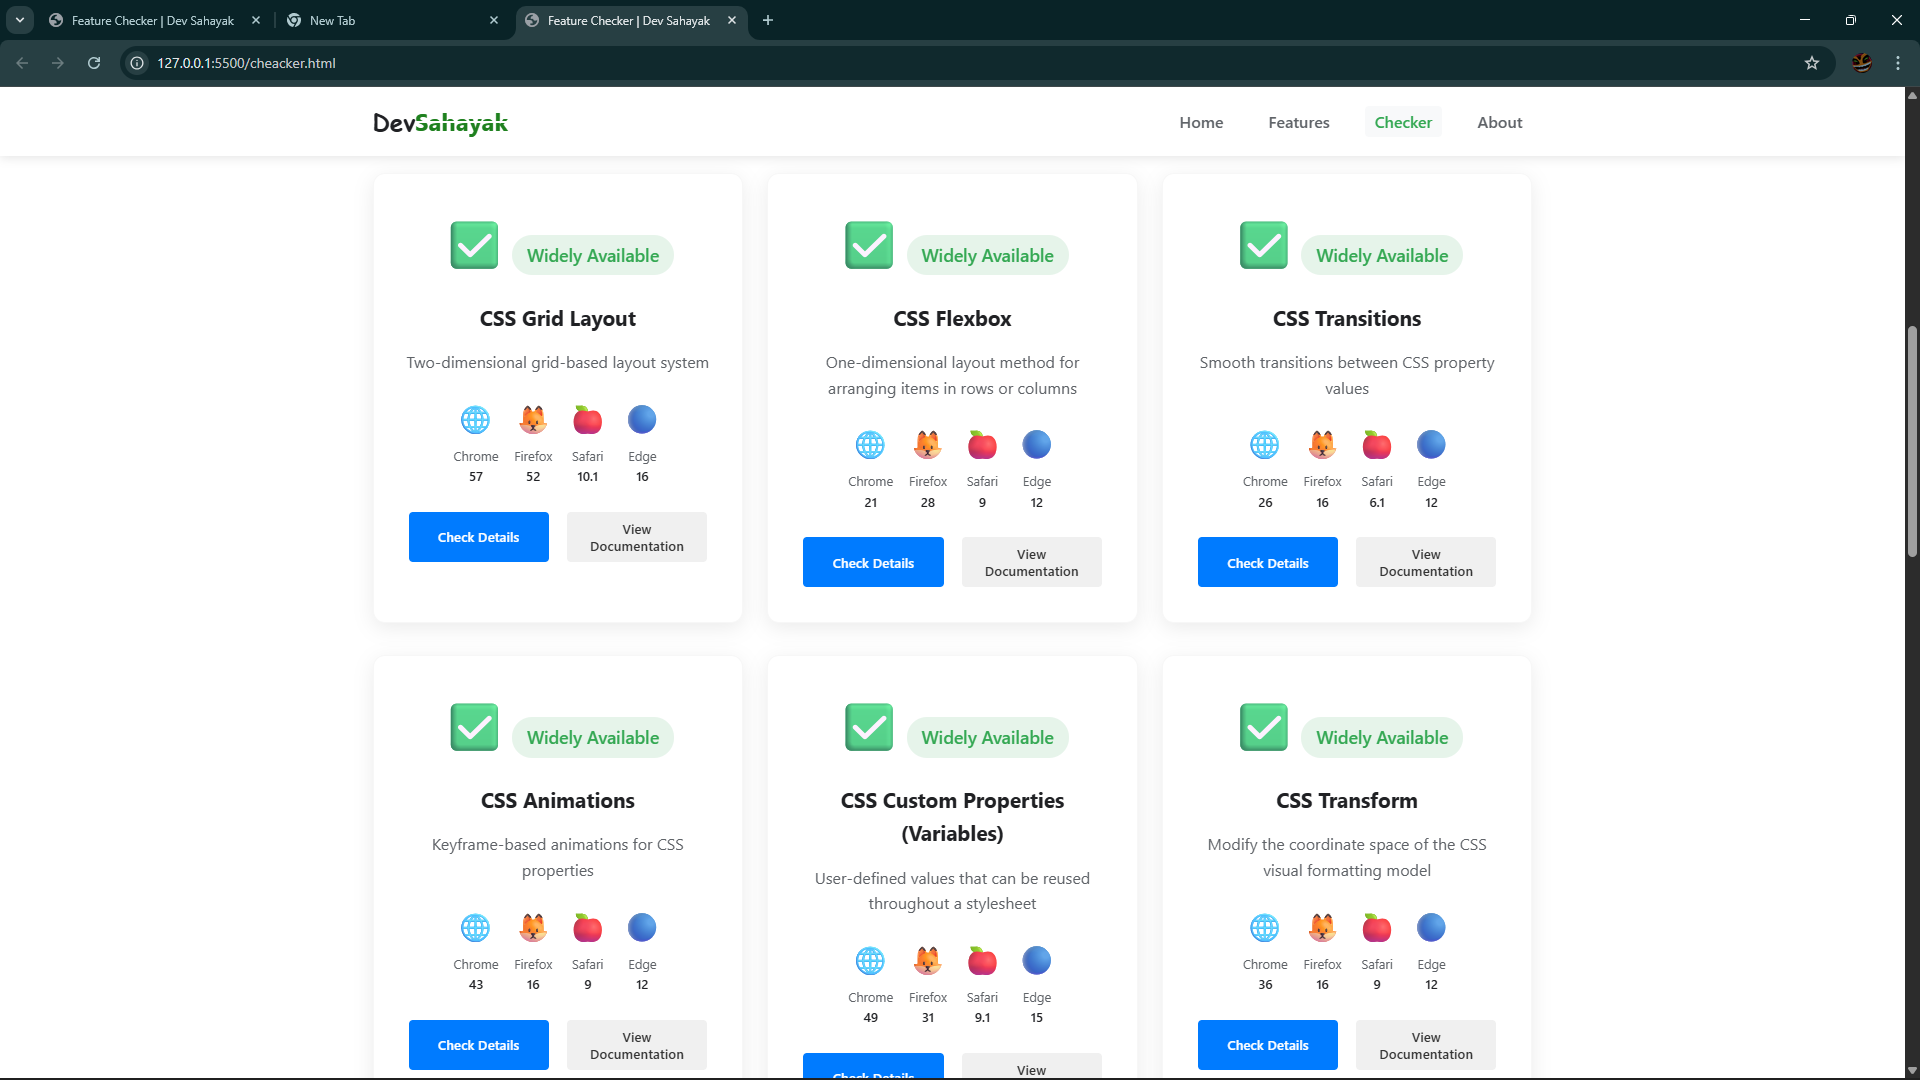 Feature Checker | Dev Sahayak
New Tab
Feature Checker | Dev Sahayak
127.0.0.1:5500/cheacker.html
DevSahayak
Home
Features
Checker
About
Widely Available
CSS Grid Layout
Two-dimensional grid-based layout system
Chrome
57
Firefox
52
Safari
10.1
Edge
16
Check Details
View
Documentation
Widely Available
CSS Flexbox
One-dimensional layout method for
arranging items in rows or columns
Chrome
21
Firefox
28
Safari
9
Edge
12
Check Details
View
Documentation
Widely Available
CSS Transitions
Smooth transitions between CSS property
values
Chrome
26
Firefox
16
Safari
6.1
Edge
12
Check Details
View
Documentation
Widely Available
CSS Animations
Keyframe-based animations for CSS
properties
Chrome
43
Firefox
16
Safari
9
Edge
12
Check Details
View
Documentation
Widely Available
CSS Custom Properties
(Variables)
User-defined values that can be reused
throughout a stylesheet
Chrome
49
Firefox
31
Safari
9.1
Edge
15
Check Details
View
Widely Available
CSS Transform
Modify the coordinate space of the CSS
visual formatting model
Chrome
36
Firefox
16
Safari
9
Edge
12
Check Details
View
Documentation